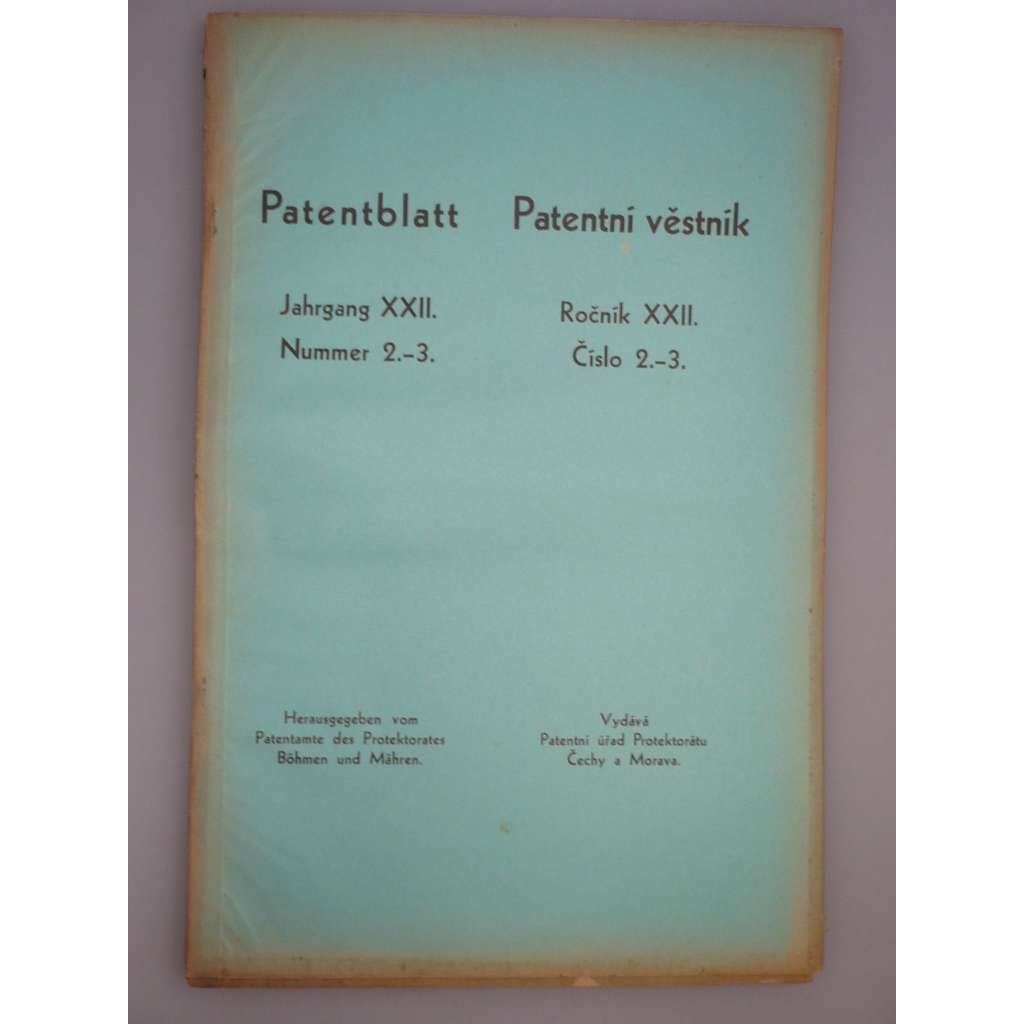 Patentblatt
Jahrgang XXII.
Nummer 2.–3.
Herausgegeben vom
Patentamte des Protektorates
Böhmen und Mähren.
Patentní věstník
Ročník XXII.
Číslo 2.–3.
Vydává
Patentní úřad Protektorátu
Čechy a Morava.